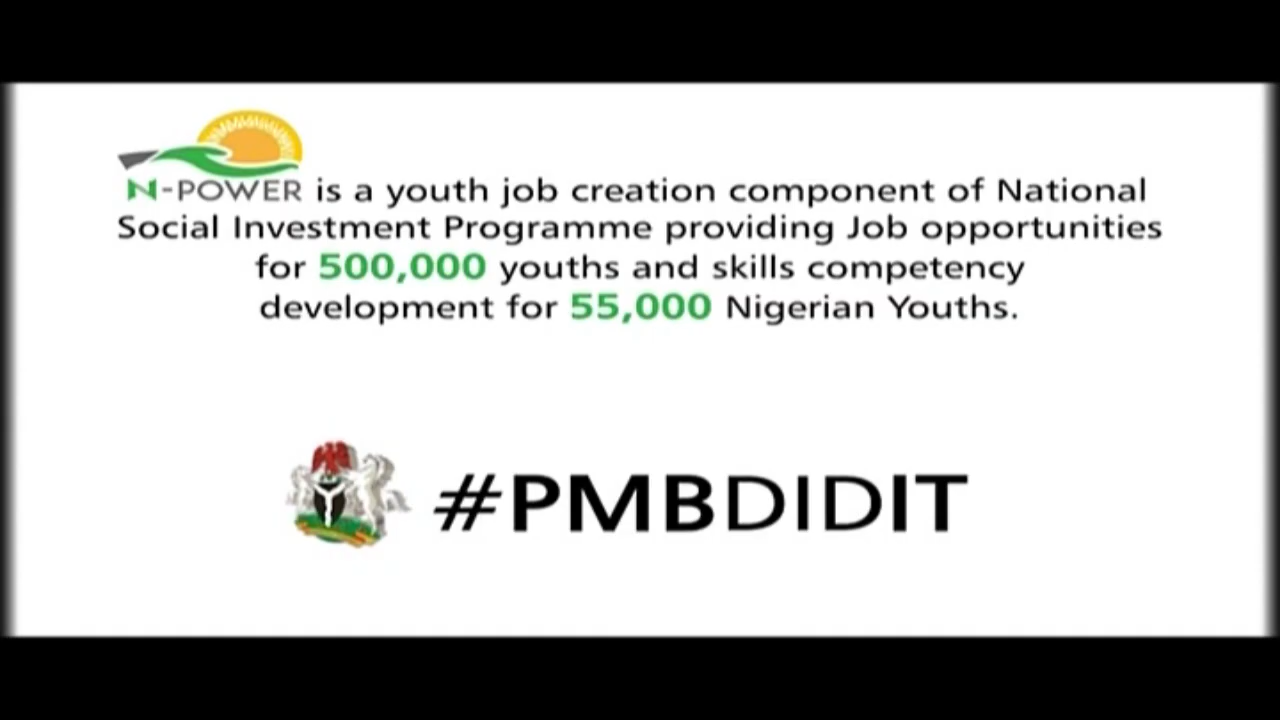 N-POWER is a youth job creation component of National
Social Investment Programme providing Job opportunities
for 500,000 youths and skills competency
development for 55,000 Nigerian Youths.
#PMBDIDIT